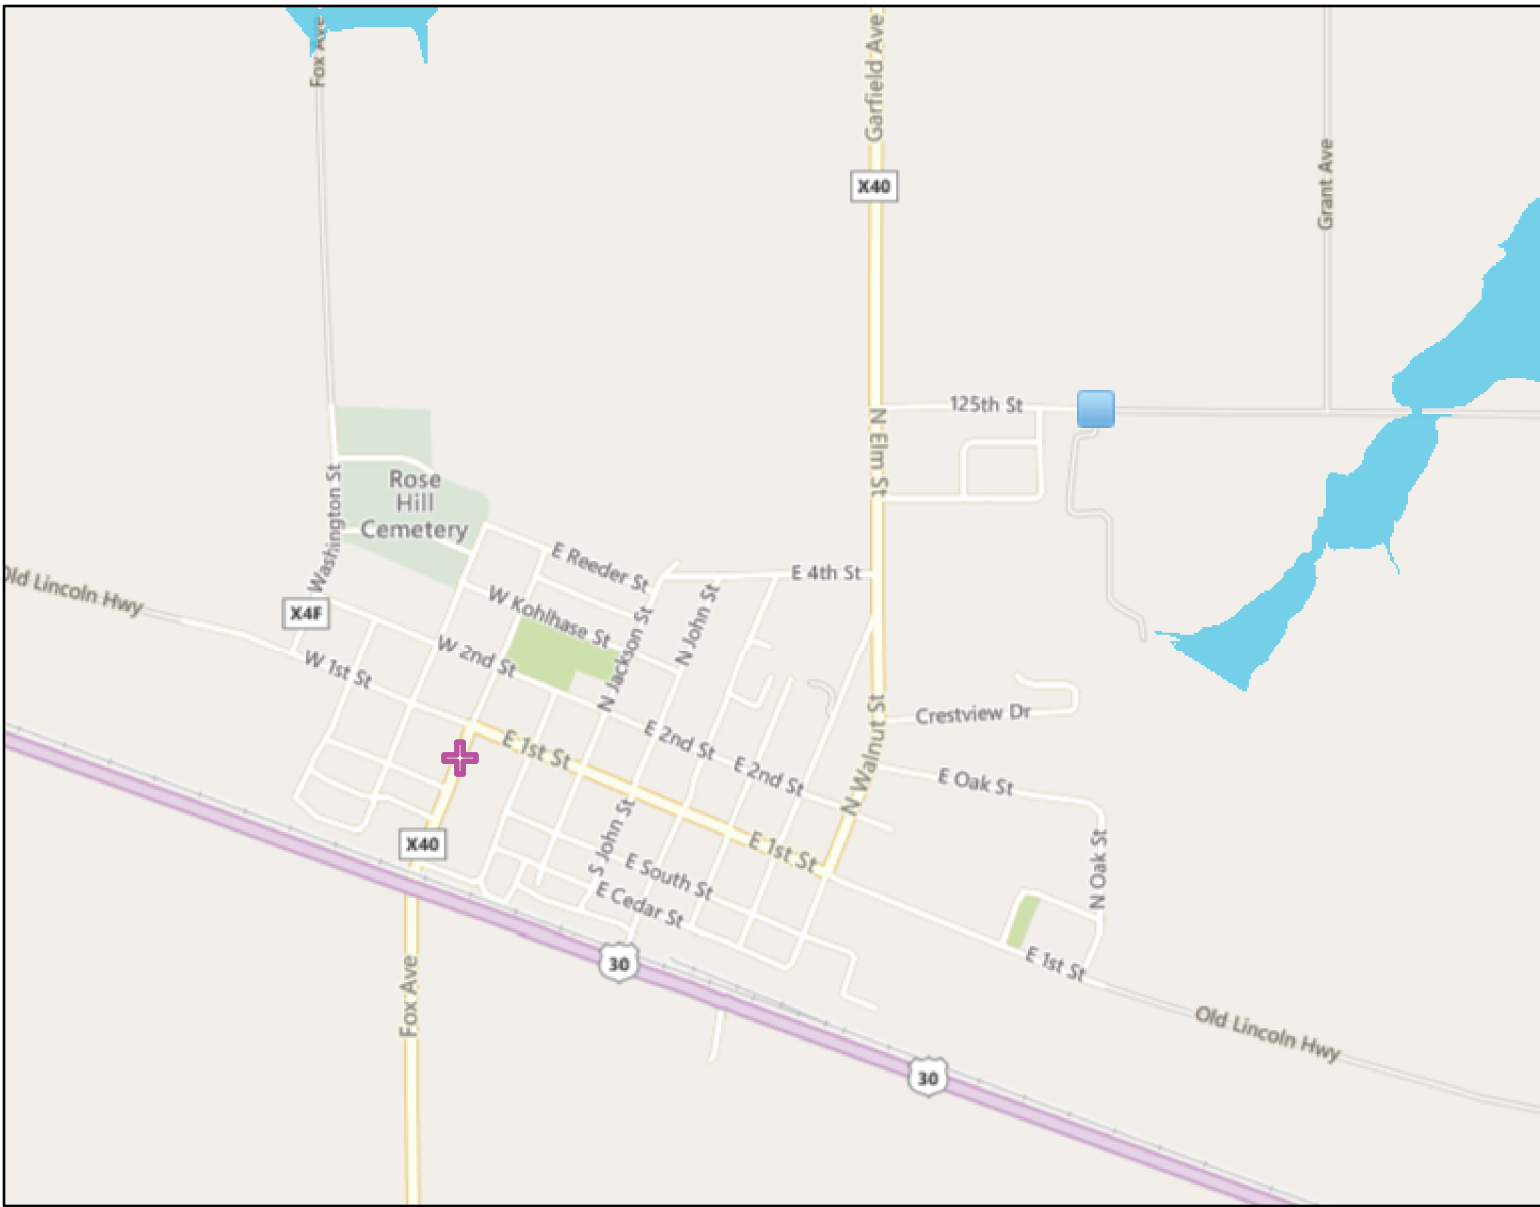 Fox Ave
Garfield Ave
X40
Grant Ave
125th St
N Elm St
Rose
Hill
Cemetery
Washington St
E Reeder St
E 4th St
Old Lincoln Hwy
X4F
W Kohlhase St
N Jackson St
N John St
W 2nd St
W 1st St
E 1st St
E 2nd St
E 2nd St
N Walnut St
Crestview Dr
E Oak St
N Oak St
E 1st St
S John St
E South St
E Cedar St
X40
30
E 1st St
Fox Ave
Old Lincoln Hwy
30